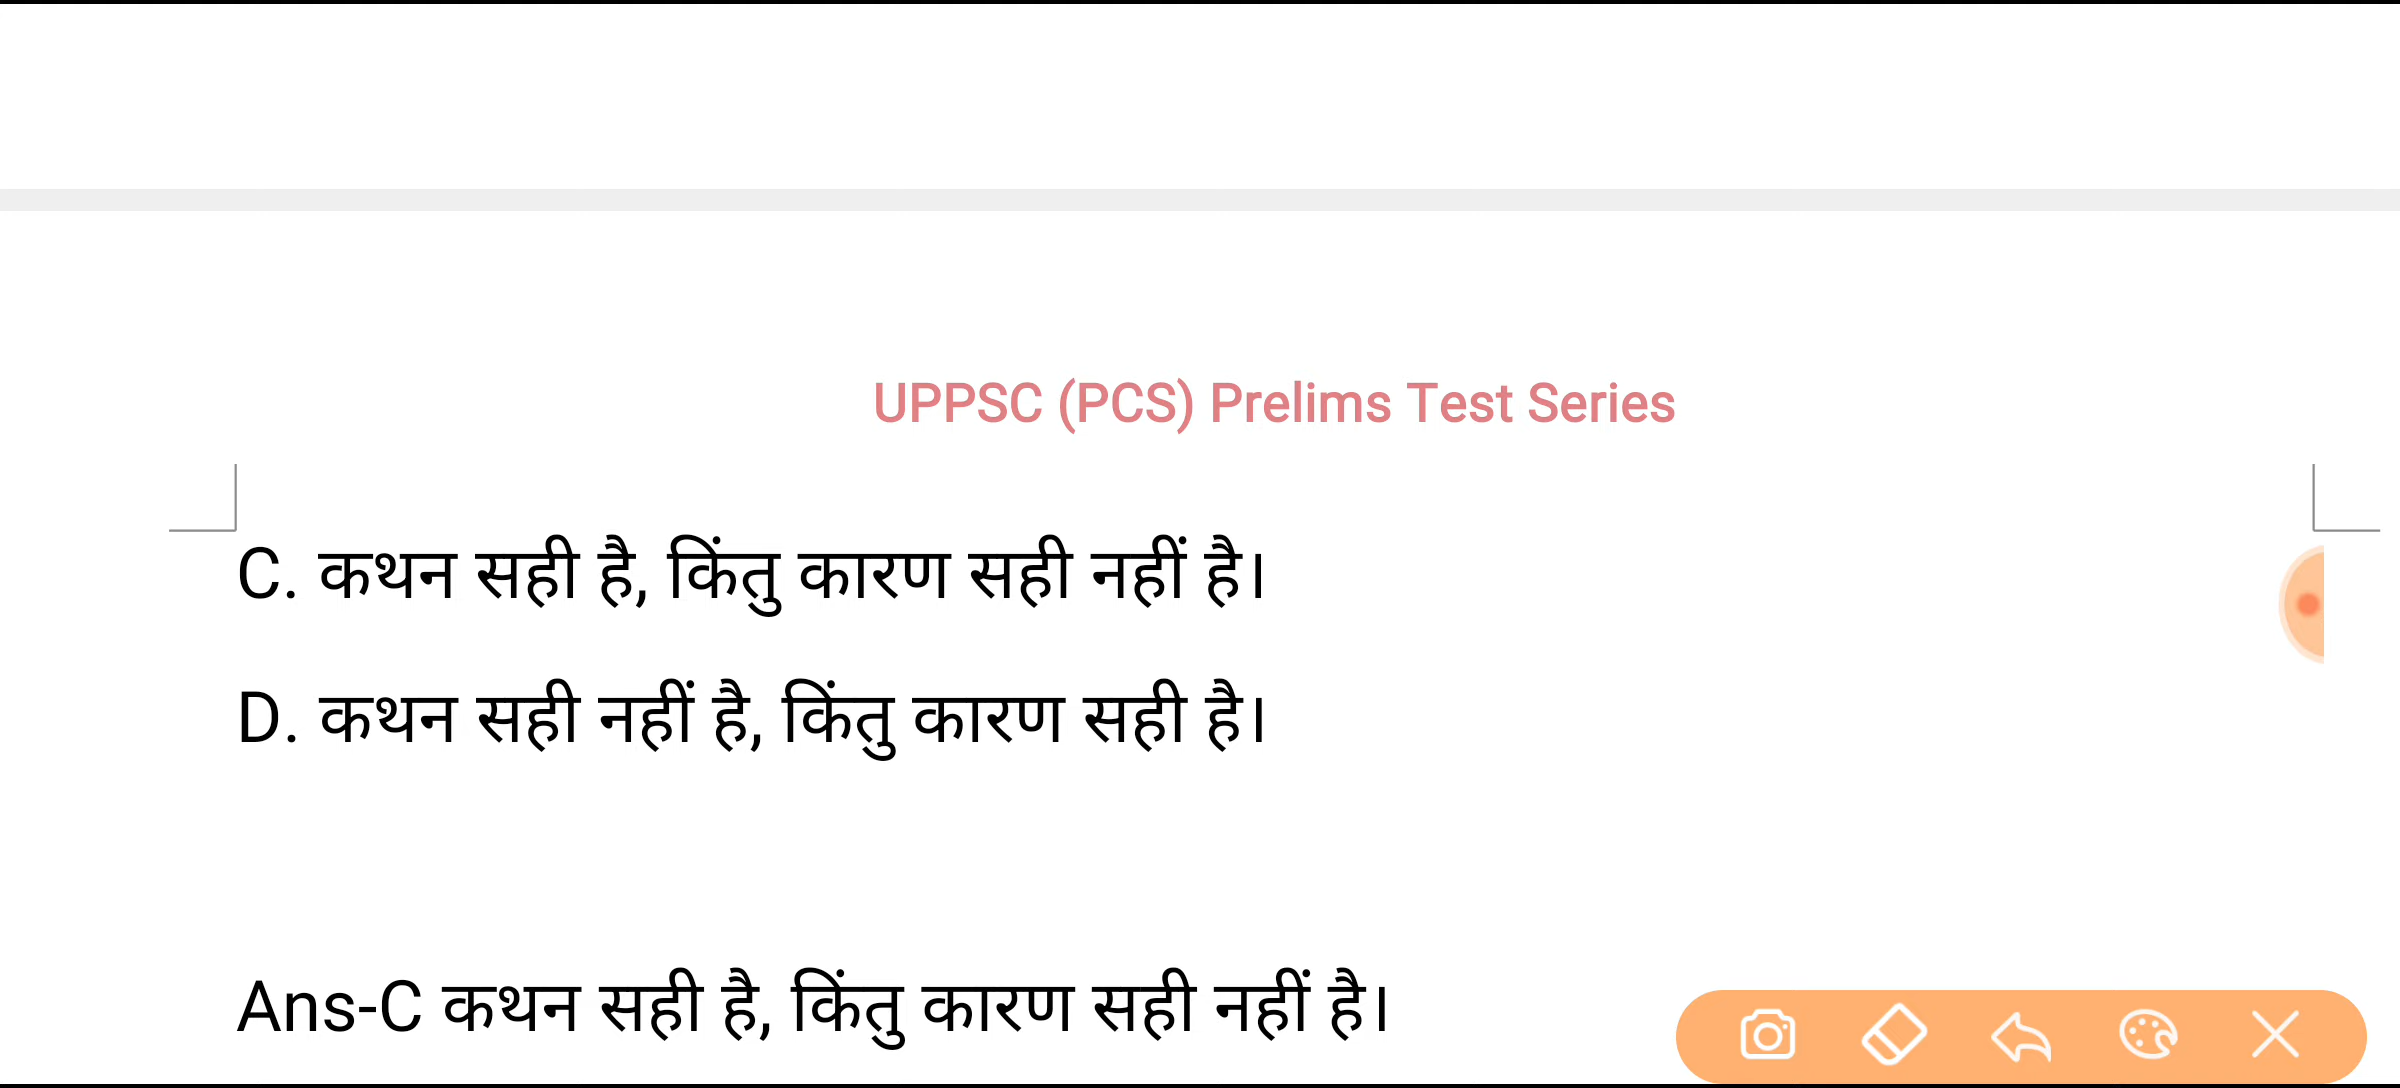 UPPSC (PCS) Prelims Test Series
C. कथन सही है, किंतु कारण सही नहीं है।
D. कथन सही नहीं है, किंतु कारण सही है।
Ans-C कथन सही है, किंतु कारण सही नहीं है।